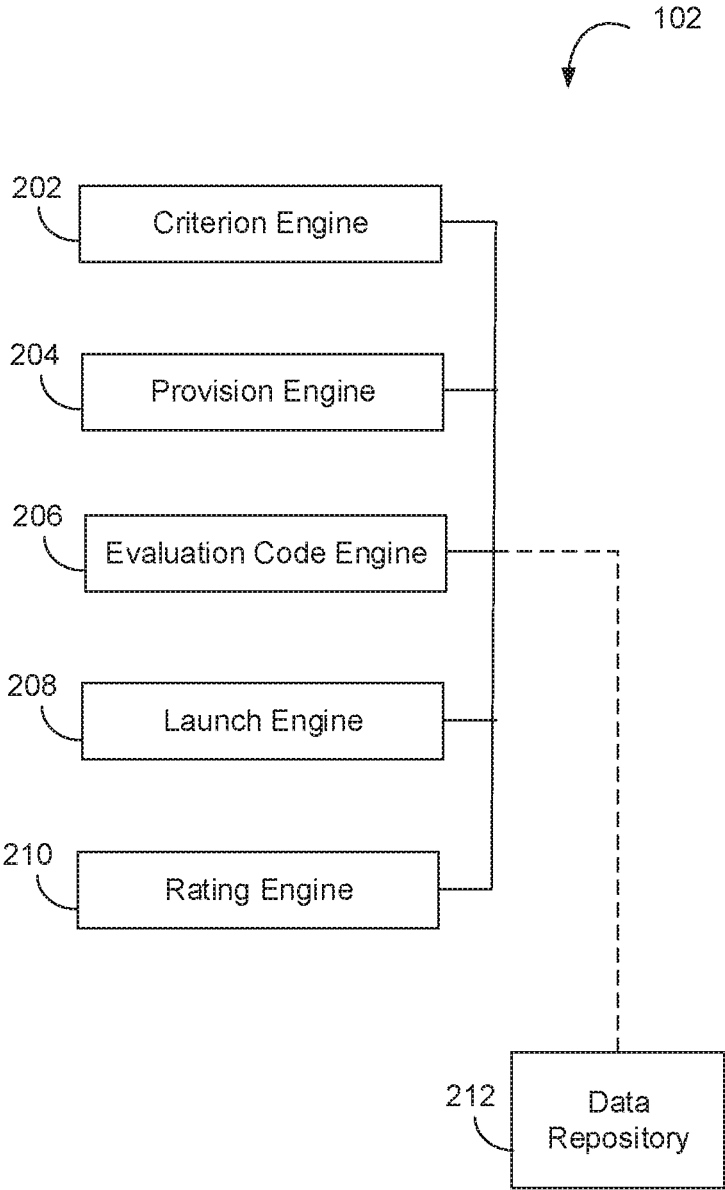 102
202
Criterion Engine
204
Provision Engine
206
Evaluation Code Engine
208
Launch Engine
210
Rating Engine
212
Data
Repository